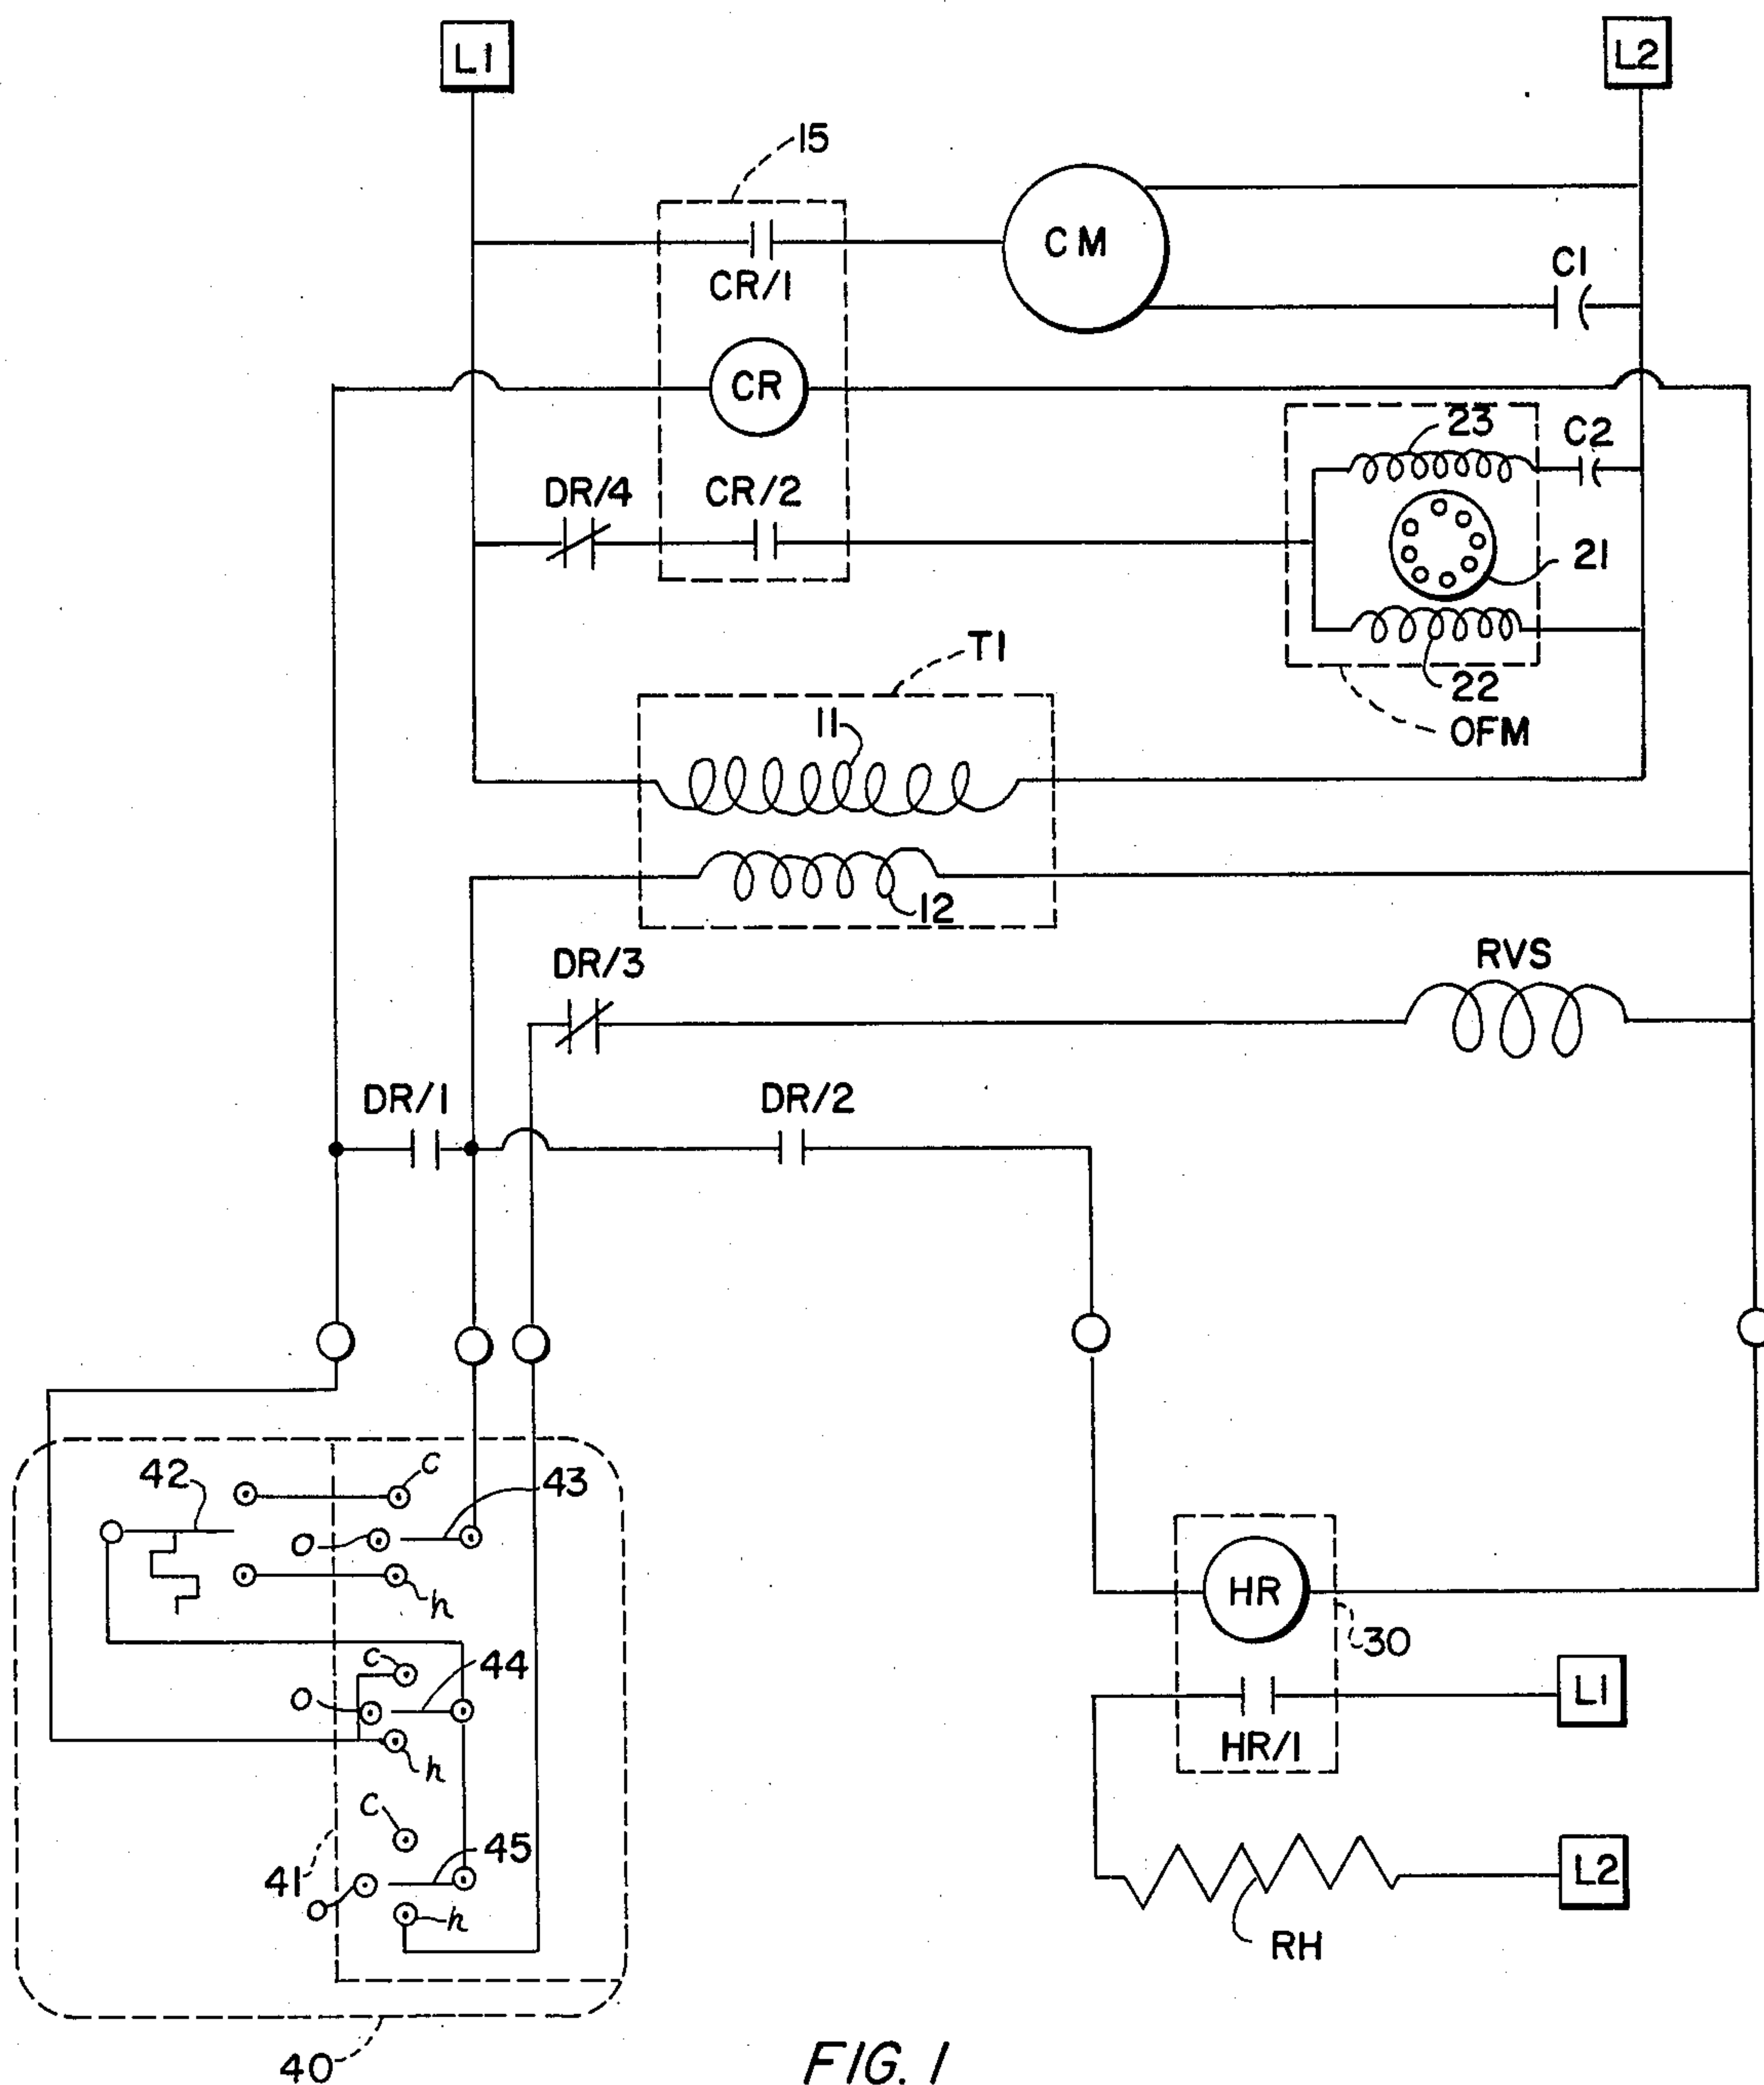 L1
L2
15
CM
CR/1
C1
CR
23
C2
DR/4
CR/2
21
T1
22
11
OFM
12
DR/3
RVS
DR/1
DR/2
42
c
43
o
h
HR
30
c
44
o
L1
h
HR/1
c
45
41
L2
o
h
RH
40
FIG. 1